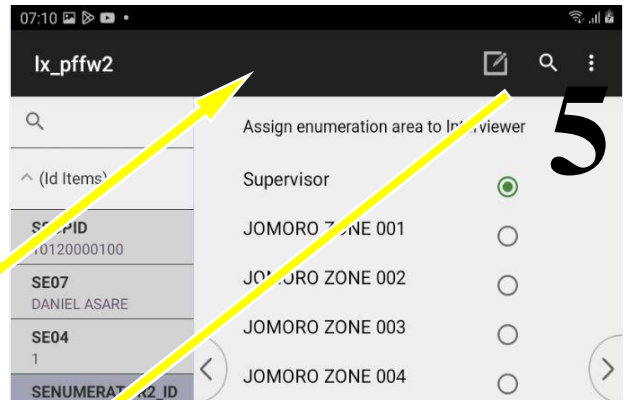 07:10
lx_pffw2
5
Assign enumeration area to Interviewer
^ (Id Items)
Supervisor
10120000100
JOMORO ZONE 001
SE07
DANIEL ASARE
JOMORO ZONE 002
SE04
1
JOMORO ZONE 003
JOMORO ZONE 004